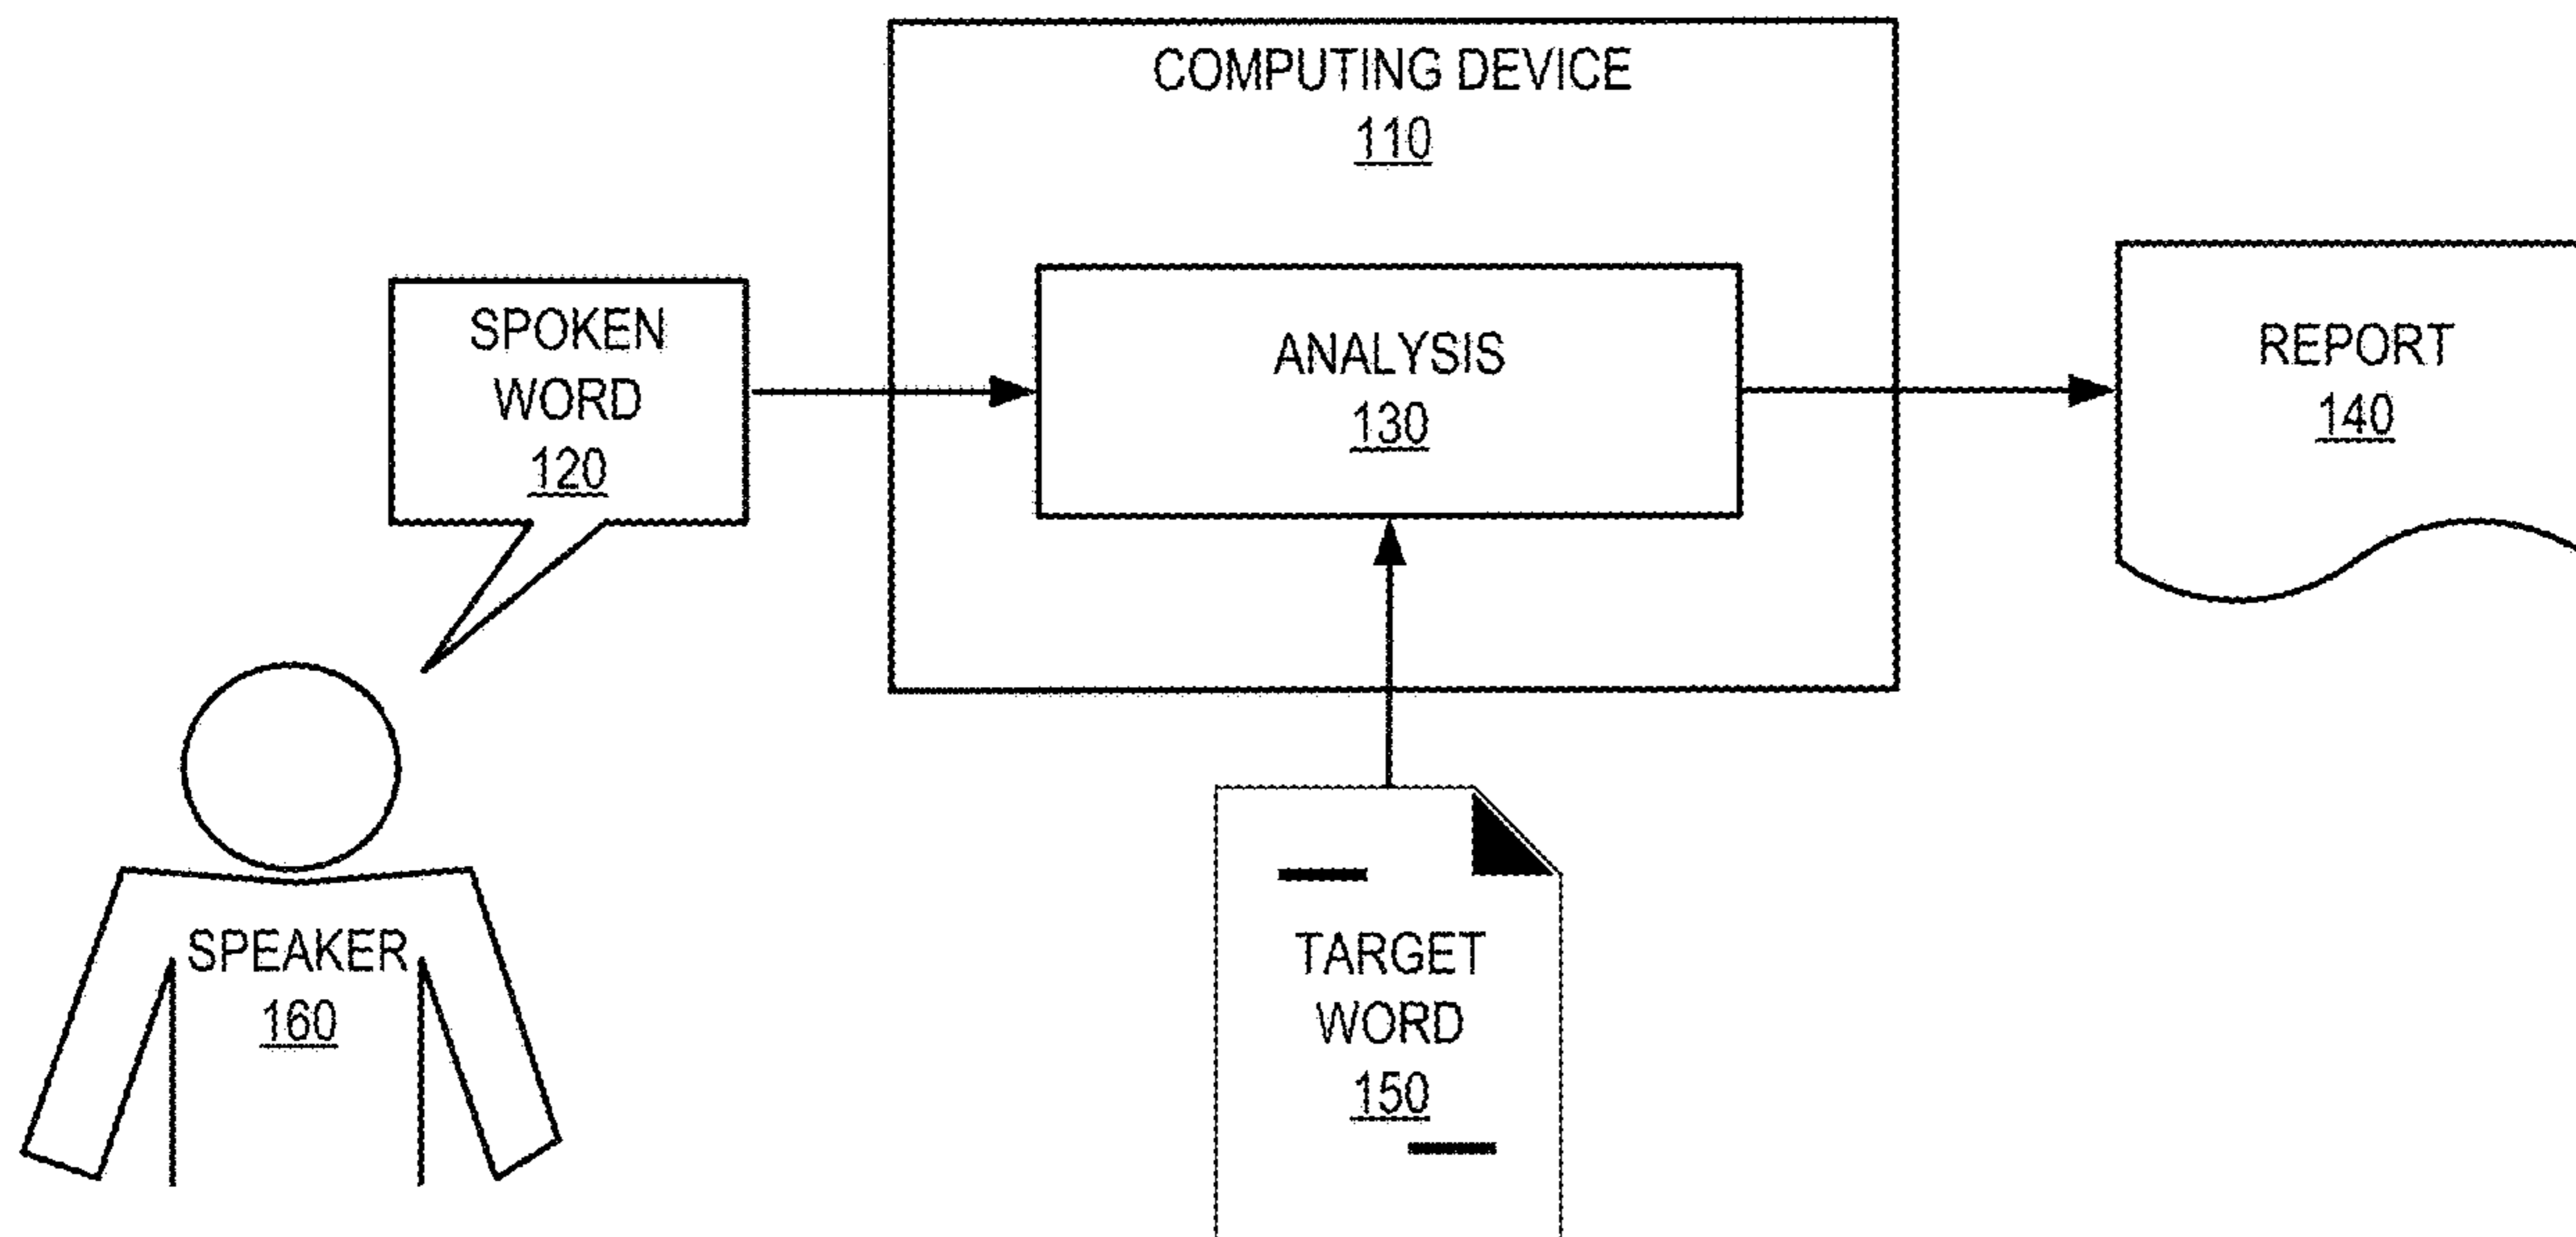 COMPUTING DEVICE
110
SPOKEN
WORD
120
ANALYSIS
130
REPORT
140
SPEAKER
160
TARGET
WORD
150